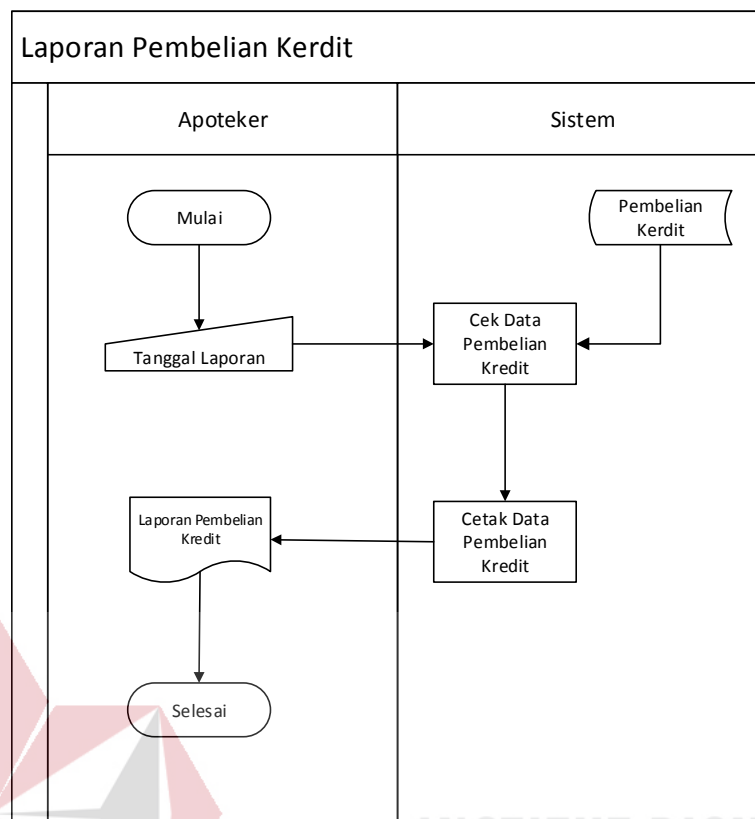 Laporan Pembelian Kerdit
Apoteker
Sistem
Mulai
Pembelian
Kerdit
Tanggal Laporan
Cek Data
Pembelian
Kredit
Laporan Pembelian
Kredit
Cetak Data
Pembelian
Kredit
Selesai